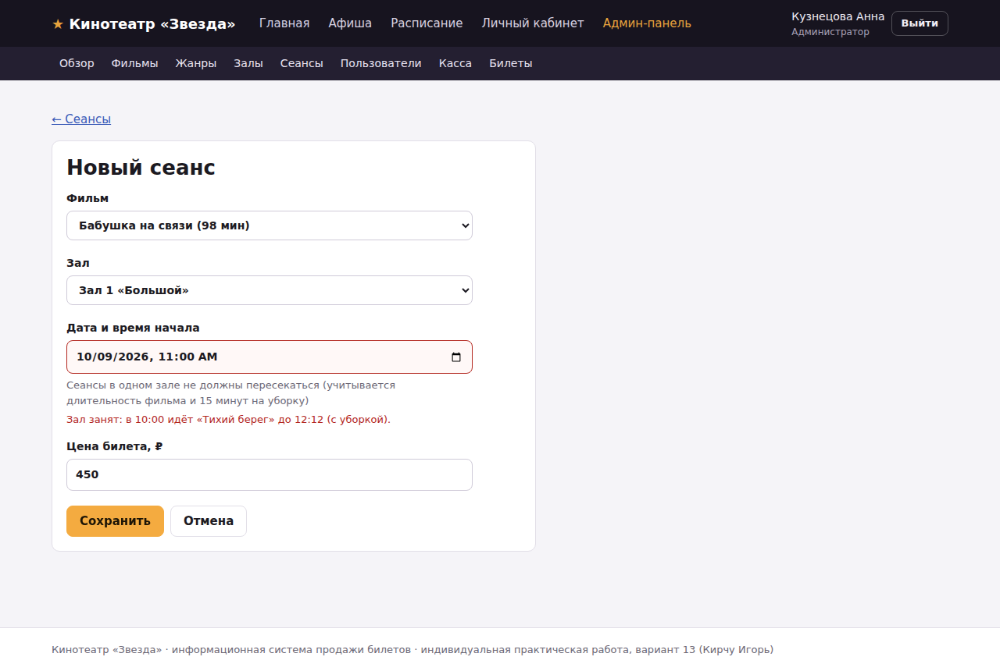 ★ Кинотеатр «Звезда»
Главная
Афиша
Расписание
Личный кабинет
Админ-панель
Кузнецова Анна
Администратор
Выйти
Обзор
Фильмы
Жанры
Залы
Сеансы
Пользователи
Касса
Билеты
← Сеансы
Новый сеанс
Фильм
Бабушка на связи (98 мин)
Зал
Зал 1 «Большой»
Дата и время начала
10/09/2026, 11:00 AM
Сеансы в одном зале не должны пересекаться (учитывается
длительность фильма и 15 минут на уборку)
Зал занят: в 10:00 идёт «Тихий берег» до 12:12 (с уборкой).
Цена билета, ₽
450
Сохранить
Отмена
Кинотеатр «Звезда» · информационная система продажи билетов · индивидуальная практическая работа, вариант 13 (Кирчу Игорь)